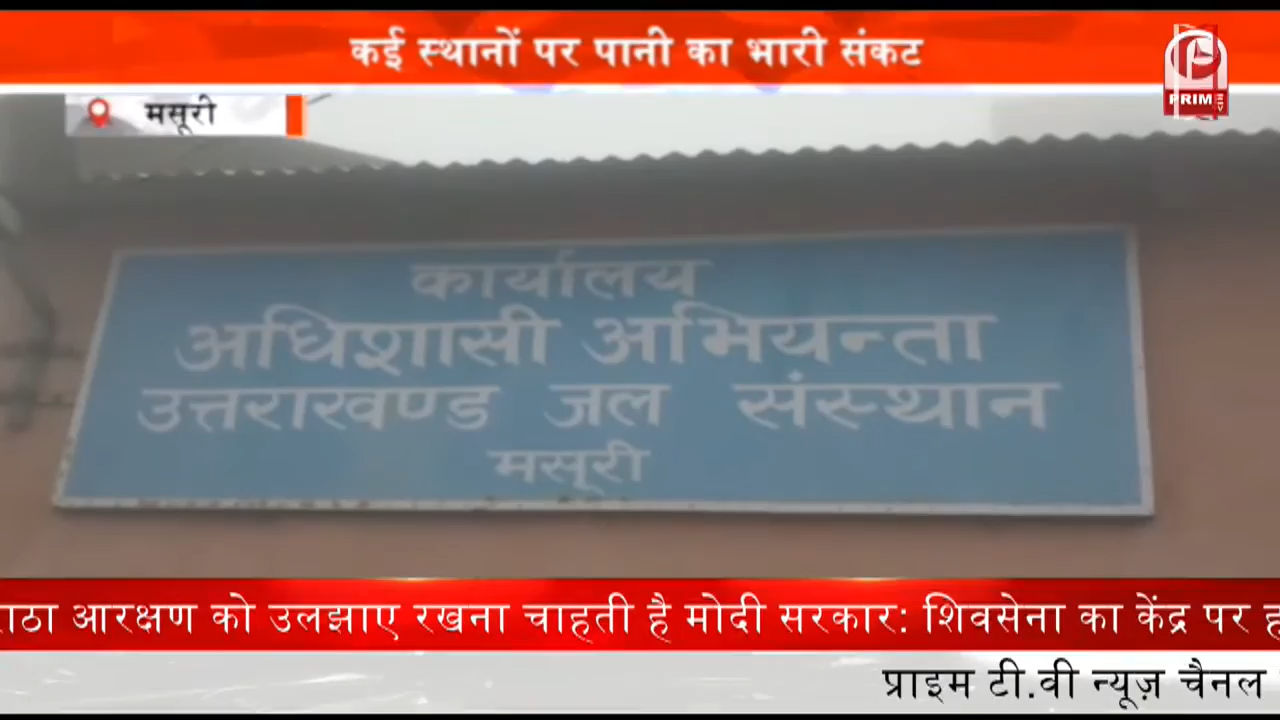 कई स्थानों पर पानी का भारी संकट
PRIME
मसूरी
कार्यालय
अधिशासी अभियन्ता
उत्तराखण्ड जल संस्थान
मसूरी
आरक्षण को उलझाए रखना चाहती है मोदी सरकार: शिवसेना का केंद्र पर
प्राइम टी.वी न्यूज़ चैनल